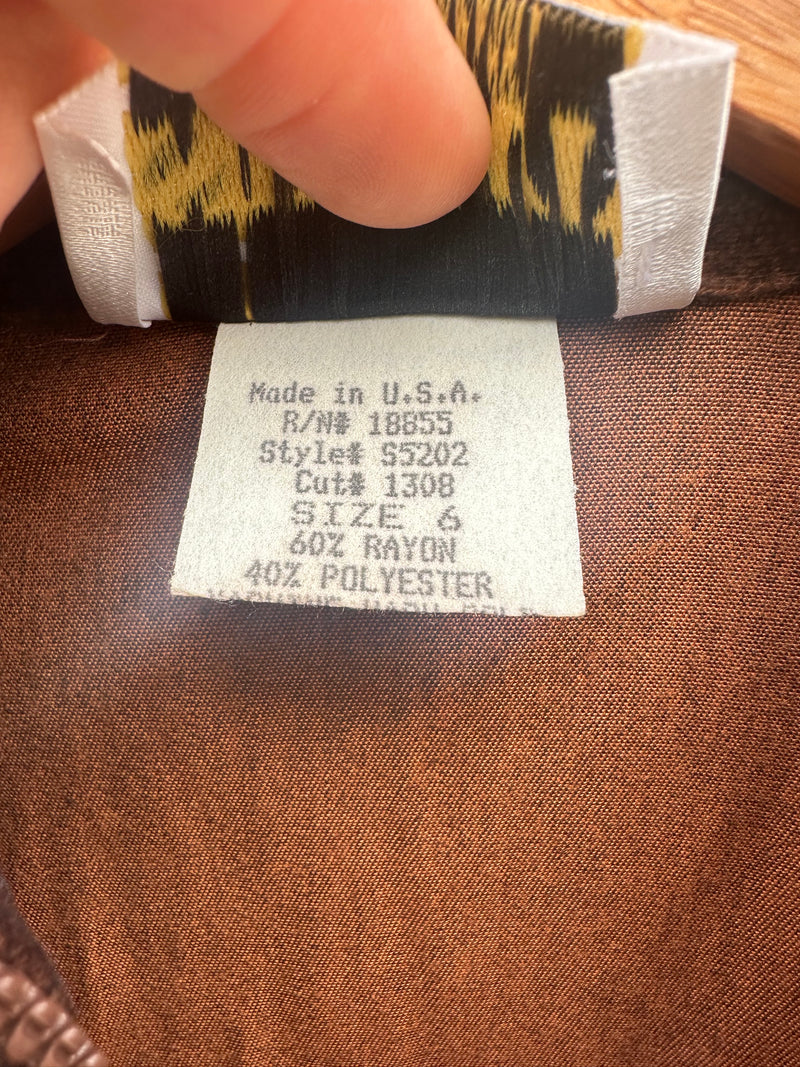 Made in U.S.A.
R/N# 18855
Style# S5202
Cut# 1308
SIZE 6
60% RAYON
40% POLYESTER